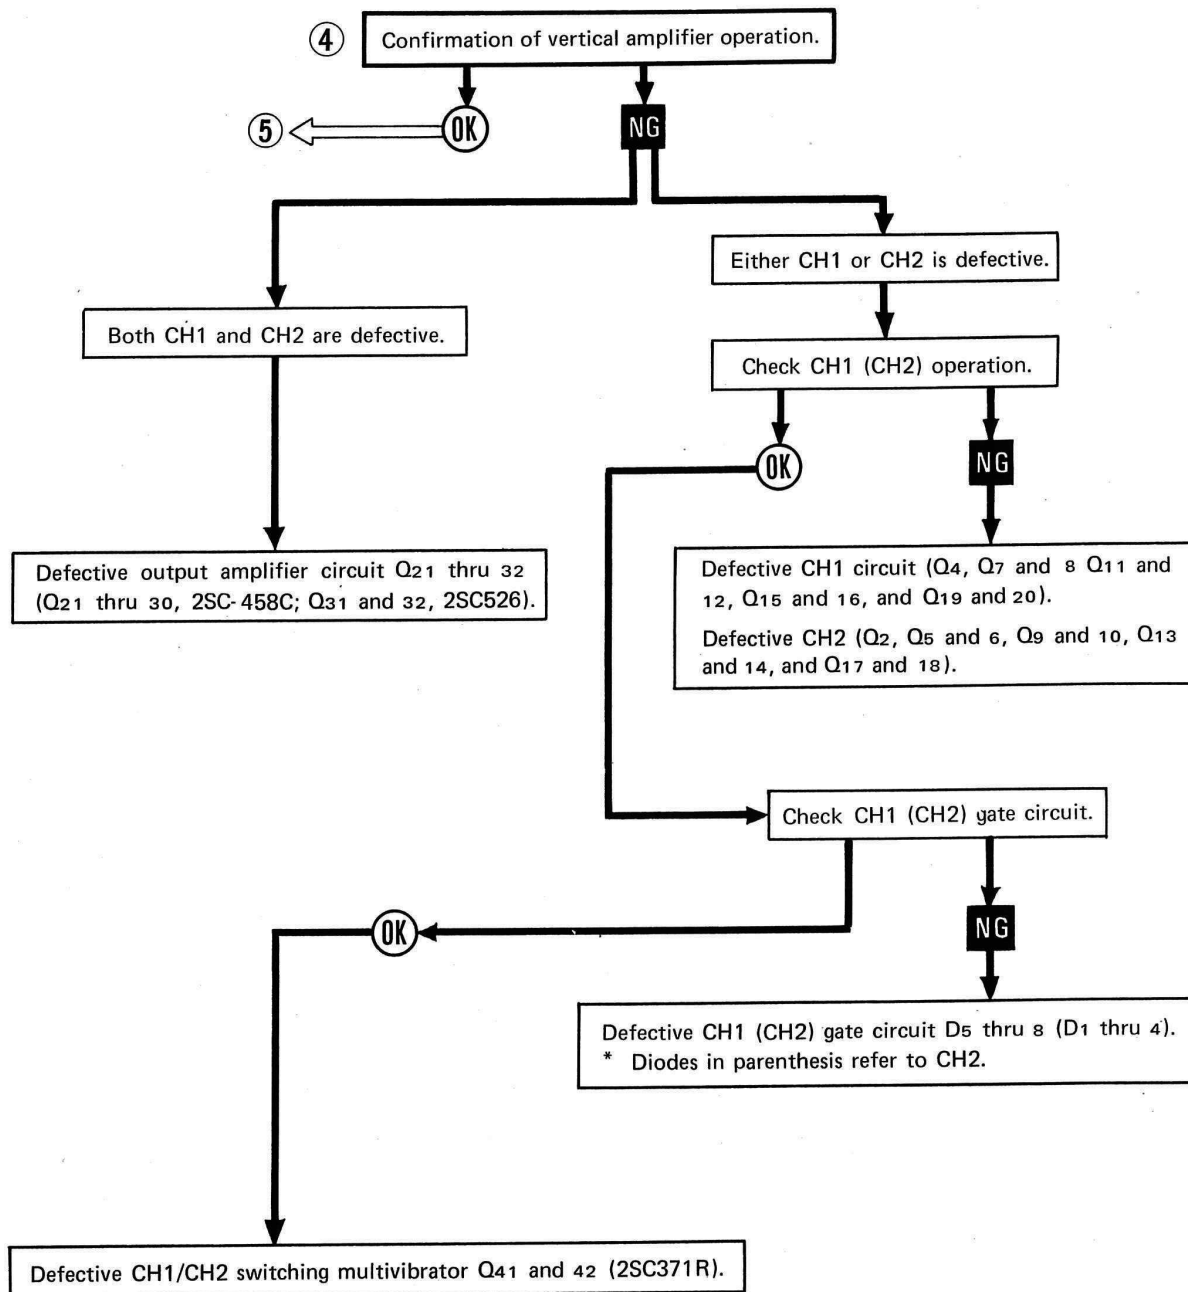 ④ Confirmation of vertical amplifier operation.
⑤ OK NG
Either CH1 or CH2 is defective.
Both CH1 and CH2 are defective.
Check CH1 (CH2) operation.
OK NG
Defective output amplifier circuit Q21 thru 32
(Q21 thru 30, 2SC-458C; Q31 and 32, 2SC526).
Defective CH1 circuit (Q4, Q7 and 8 Q11 and
12, Q15 and 16, and Q19 and 20).
Defective CH2 (Q2, Q5 and 6, Q9 and 10, Q13
and 14, and Q17 and 18).
Check CH1 (CH2) gate circuit.
OK NG
Defective CH1 (CH2) gate circuit D5 thru 8 (D1 thru 4).
* Diodes in parenthesis refer to CH2.
Defective CH1/CH2 switching multivibrator Q41 and 42 (2SC371R).